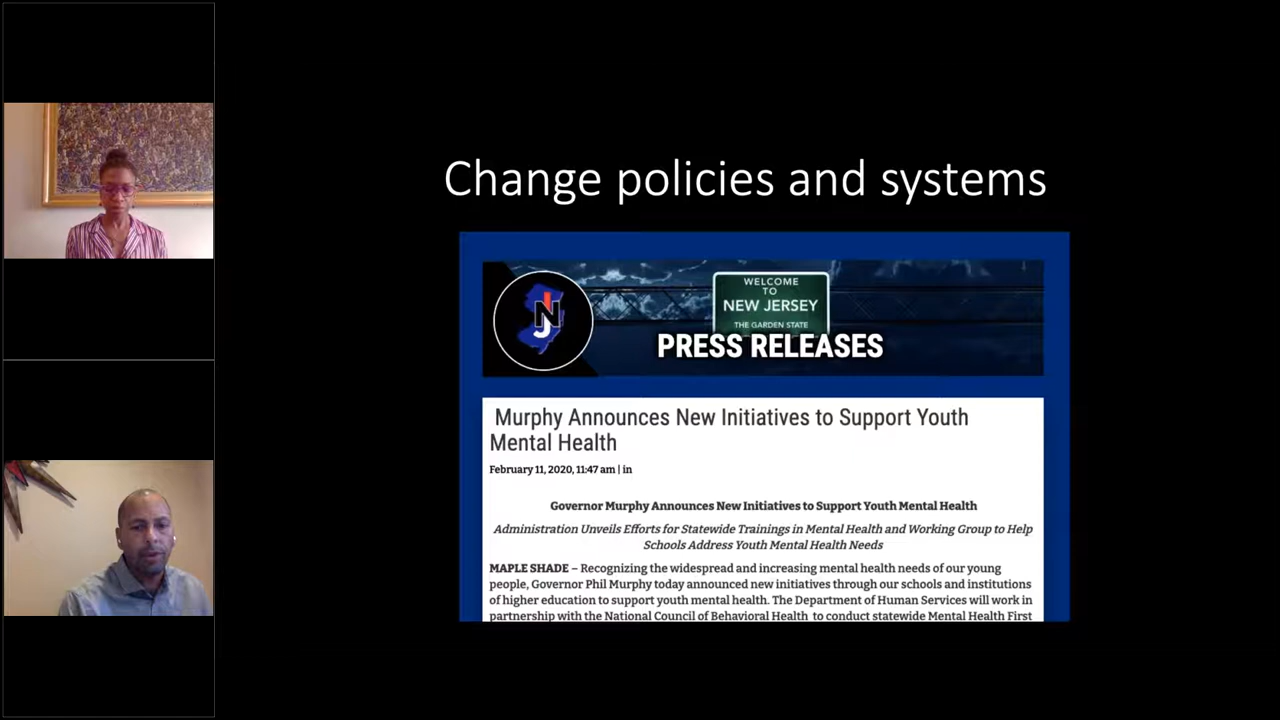 Change policies and systems
NJ
WELCOME
TO
NEW JERSEY
THE GARDEN STATE
PRESS RELEASES
Murphy Announces New Initiatives to Support Youth
Mental Health
February 11, 2020, 11:47 am | in
Governor Murphy Announces New Initiatives to Support Youth Mental Health
Administration Unveils Efforts for Statewide Trainings in Mental Health and Working Group to Help
Schools Address Youth Mental Health Needs
MAPLE SHADE – Recognizing the widespread and increasing mental health needs of our young
people, Governor Phil Murphy today announced new initiatives through our schools and institutions
of higher education to support youth mental health. The Department of Human Services will work in
partnership with the National Council of Behavioral Health to conduct statewide Mental Health First